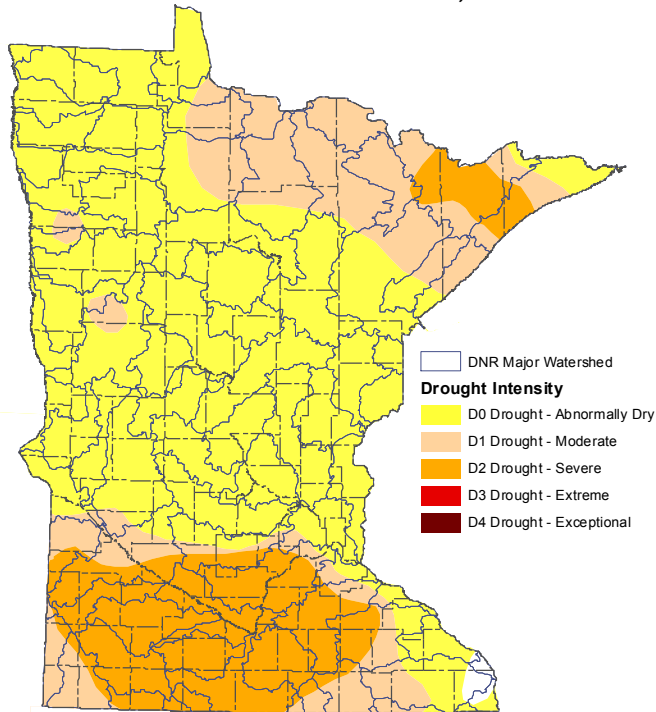 DNR Major Watershed
Drought Intensity
D0 Drought - Abnormally Dry
D1 Drought - Moderate
D2 Drought - Severe
D3 Drought - Extreme
D4 Drought - Exceptional